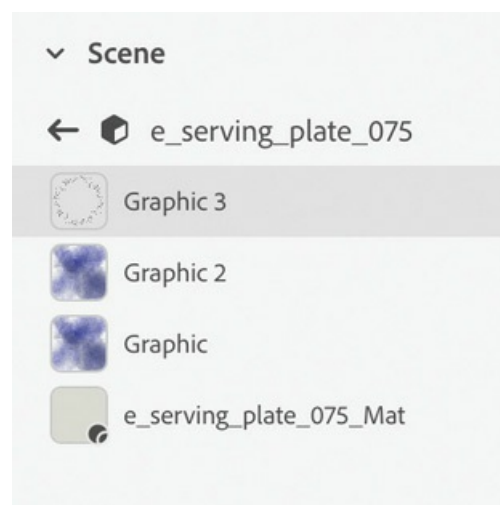 Scene
e_serving_plate_075
Graphic 3
Graphic 2
Graphic
e_serving_plate_075_Mat